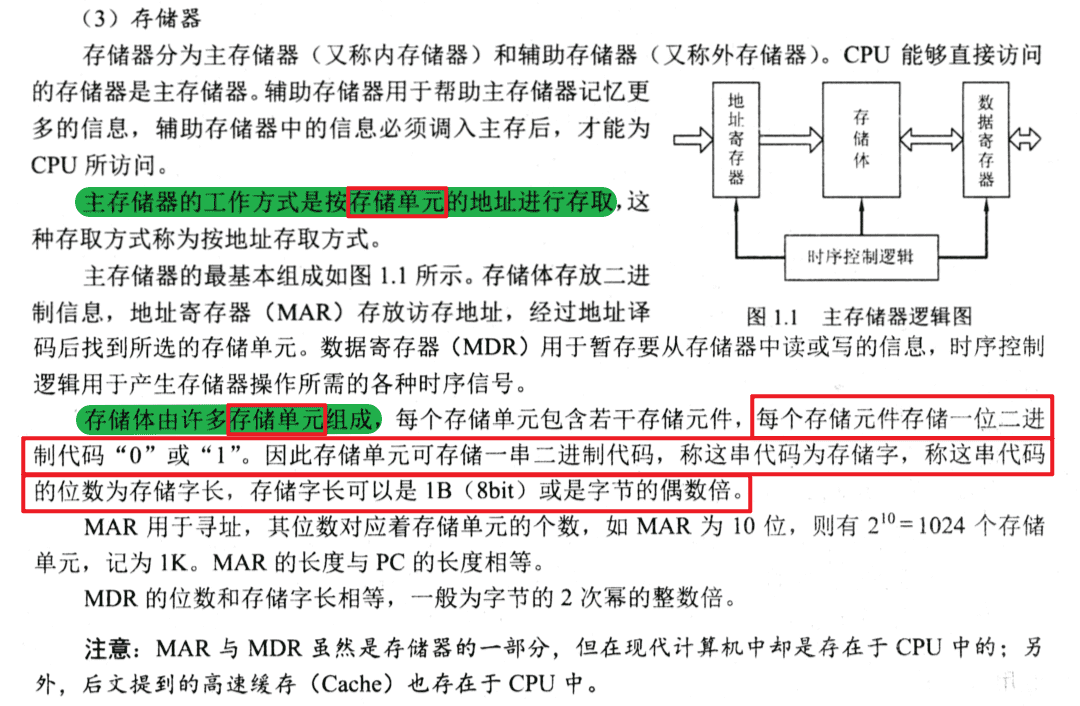 （3）存储器
存储器分为主存储器（又称内存储器）和辅助存储器（又称外存储器）。CPU 能够直接访问
的存储器是主存储器。辅助存储器用于帮助主存储器记忆更
多的信息，辅助存储器中的信息必须调入主存后，才能为
CPU 所访问。
主存储器的工作方式是按存储单元的地址进行存取，这
种存取方式称为按地址存取方式。
主存储器的最基本组成如图 1.1 所示。存储体存放二进
制信息，地址寄存器（MAR）存放访存地址，经过地址译
地址寄存器
存储体
数据寄存器
时序控制逻辑
图 1.1 主存储器逻辑图
码后找到所选的存储单元。数据寄存器（MDR）用于暂存要从存储器中读或写的信息，时序控制
逻辑用于产生存储器操作所需的各种时序信号。
存储体由许多存储单元组成，每个存储单元包含若干存储元件，每个存储元件存储一位二进
制代码“0”或“1”。因此存储单元可存储一串二进制代码，称这串代码为存储字，称这串代码
的位数为存储字长，存储字长可以是 1B（8bit）或是字节的偶数倍。
MAR 用于寻址，其位数对应着存储单元的个数，如 MAR 为 10 位，则有 2¹⁰ = 1024 个存储
单元，记为 1K。MAR 的长度与 PC 的长度相等。
MDR 的位数和存储字长相等，一般为字节的 2 次幂的整数倍。
注意：MAR 与 MDR 虽然是存储器的一部分，但在现代计算机中却是存在于 CPU 中的；另
外，后文提到的高速缓存（Cache）也存在于 CPU 中。